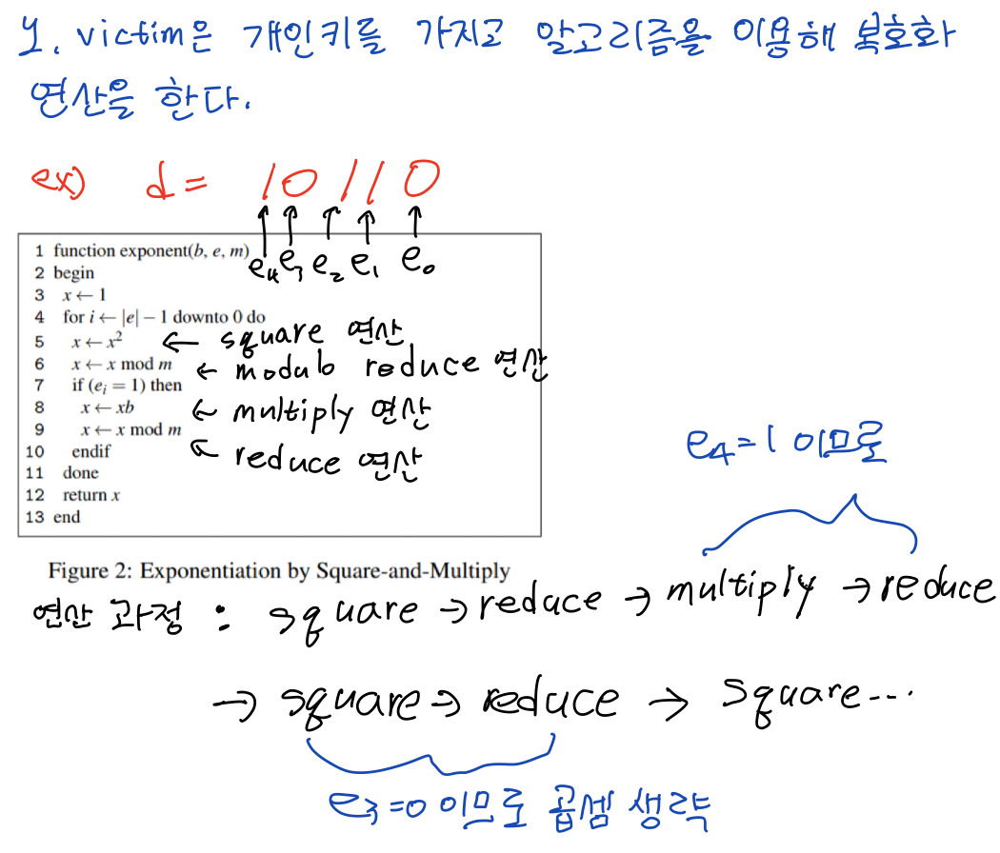 1. victim은 개인키를 가지고 알고리즘을 이용해 복호화
연산을 한다.
ex) d = 10110
e₄ e₃ e₂ e₁ e₀
1 function exponent(b, e, m)
2 begin
3 x ← 1
4 for i ← |e| − 1 downto 0 do
5 x ← x² ← square 연산
6 x ← x mod m ← modulo reduce 연산
7 if (eᵢ = 1) then
8 x ← xb ← multiply 연산
9 x ← x mod m ← reduce 연산
10 endif
11 done
12 return x
13 end
e₄=1 이므로
Figure 2: Exponentiation by Square-and-Multiply
연산 과정 : square → reduce → multiply → reduce
→ square → reduce → square...
e₃=0 이므로 곱셈 생략